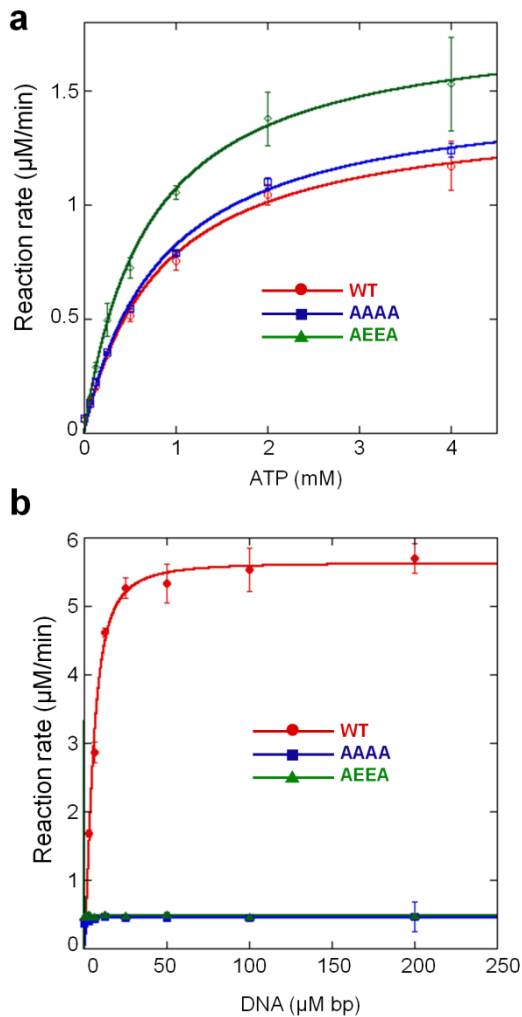 a
Reaction rate (µM/min)
1.5
1
0.5
0
WT
AAAA
AEEA
0 1 2 3 4
ATP (mM)
b
Reaction rate (µM/min)
6
5
4
3
2
1
0
WT
AAAA
AEEA
0 50 100 150 200 250
DNA (µM bp)